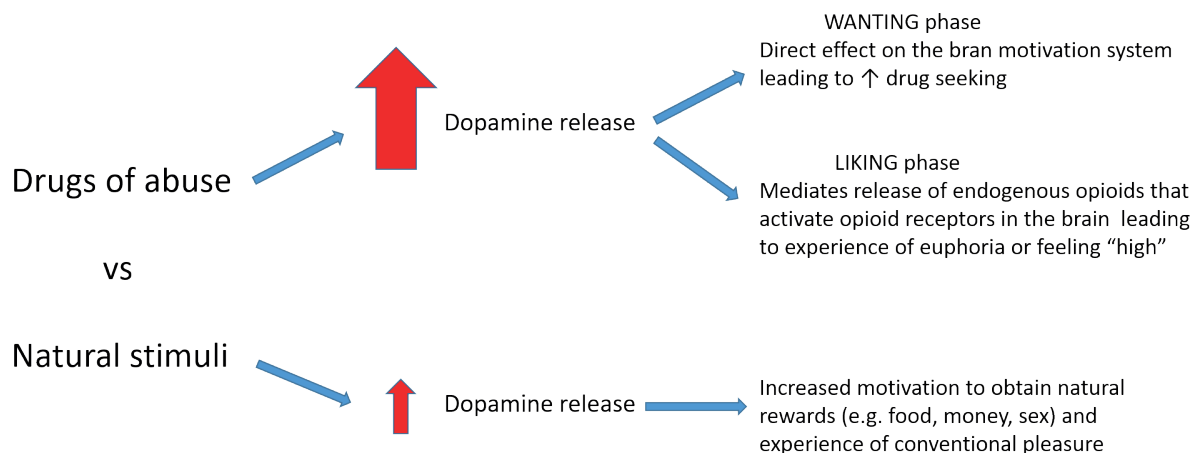 WANTING phase
Direct effect on the bran motivation system
leading to ↑ drug seeking
Dopamine release
Drugs of abuse
LIKING phase
Mediates release of endogenous opioids that
activate opioid receptors in the brain leading
to experience of euphoria or feeling “high”
vs
Natural stimuli
Dopamine release
Increased motivation to obtain natural
rewards (e.g. food, money, sex) and
experience of conventional pleasure